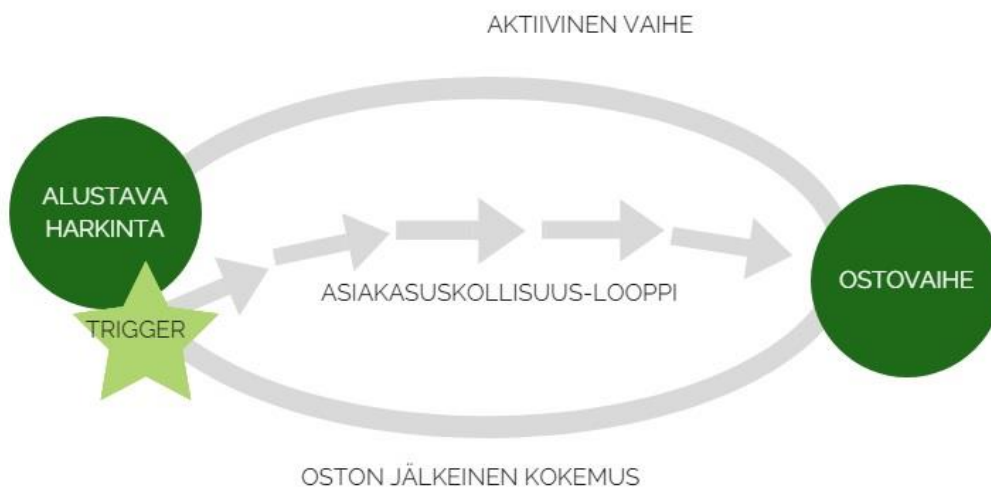 AKTIIVINEN VAIHE
ALUSTAVA
HARKINTA
TRIGGER
ASIAKASUSKOLLISUUS-LOOPPI
OSTOVAIHE
OSTON JÄLKEINEN KOKEMUS